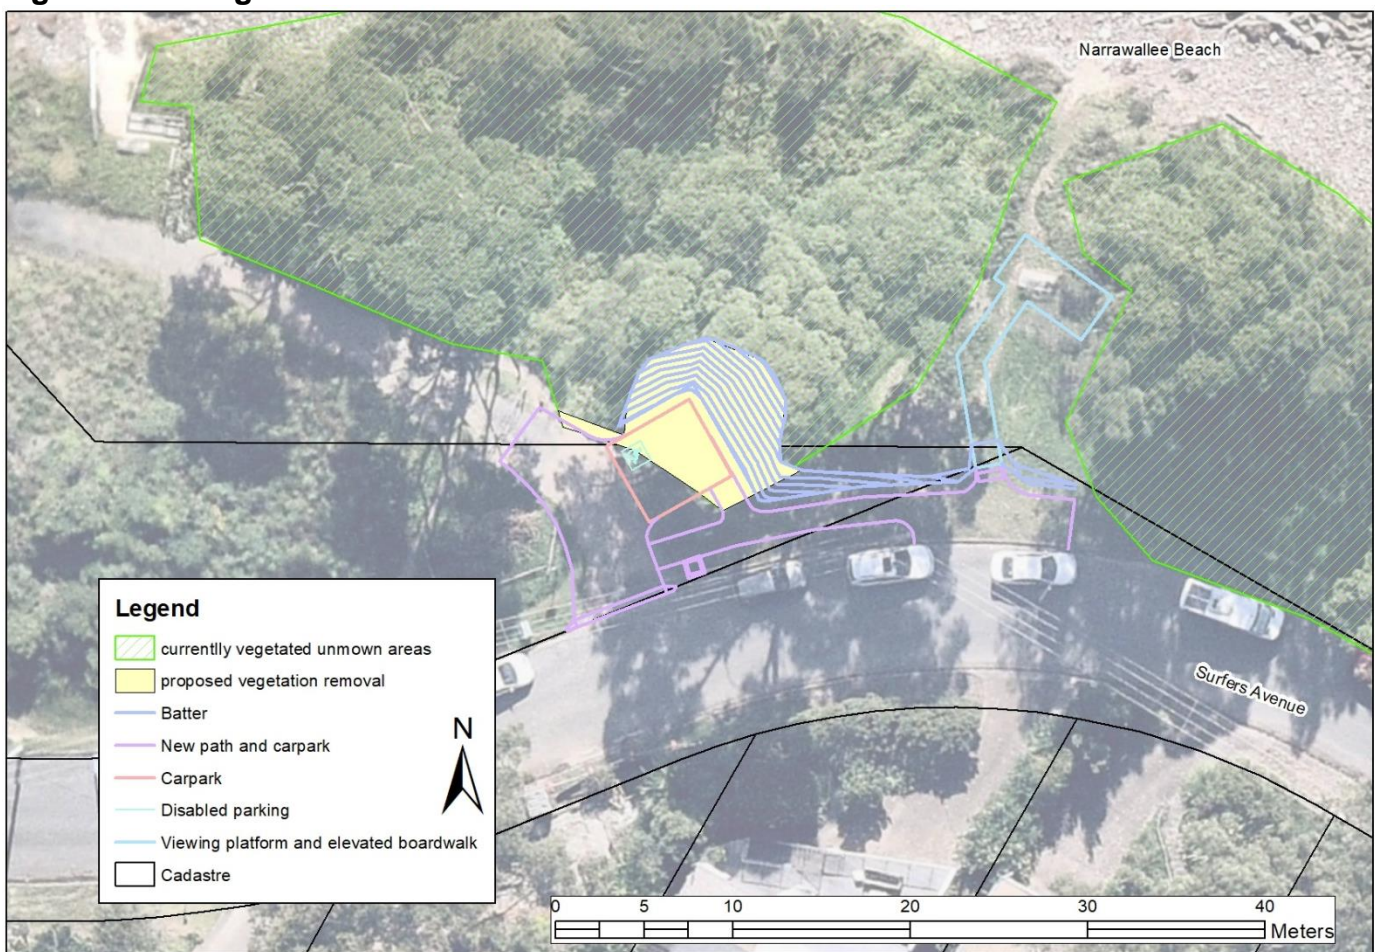 Narrawallee Beach
Surfers Avenue
Legend
currentlly vegetated unmown areas
proposed vegetation removal
Batter
New path and carpark
Carpark
Disabled parking
Viewing platform and elevated boardwalk
Cadastre
N
0 5 10 20 30 40
Meters